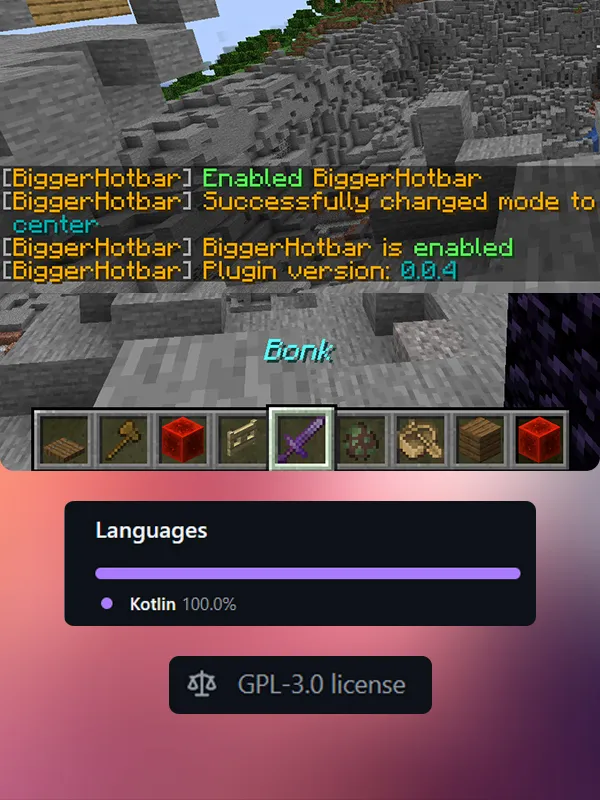 [BiggerHotbar] Enabled BiggerHotbar
[BiggerHotbar] Successfully changed mode to
center
[BiggerHotbar] BiggerHotbar is enabled
[BiggerHotbar] Plugin version: 0.0.4
Bonk
Languages
Kotlin 100.0%
GPL-3.0 license